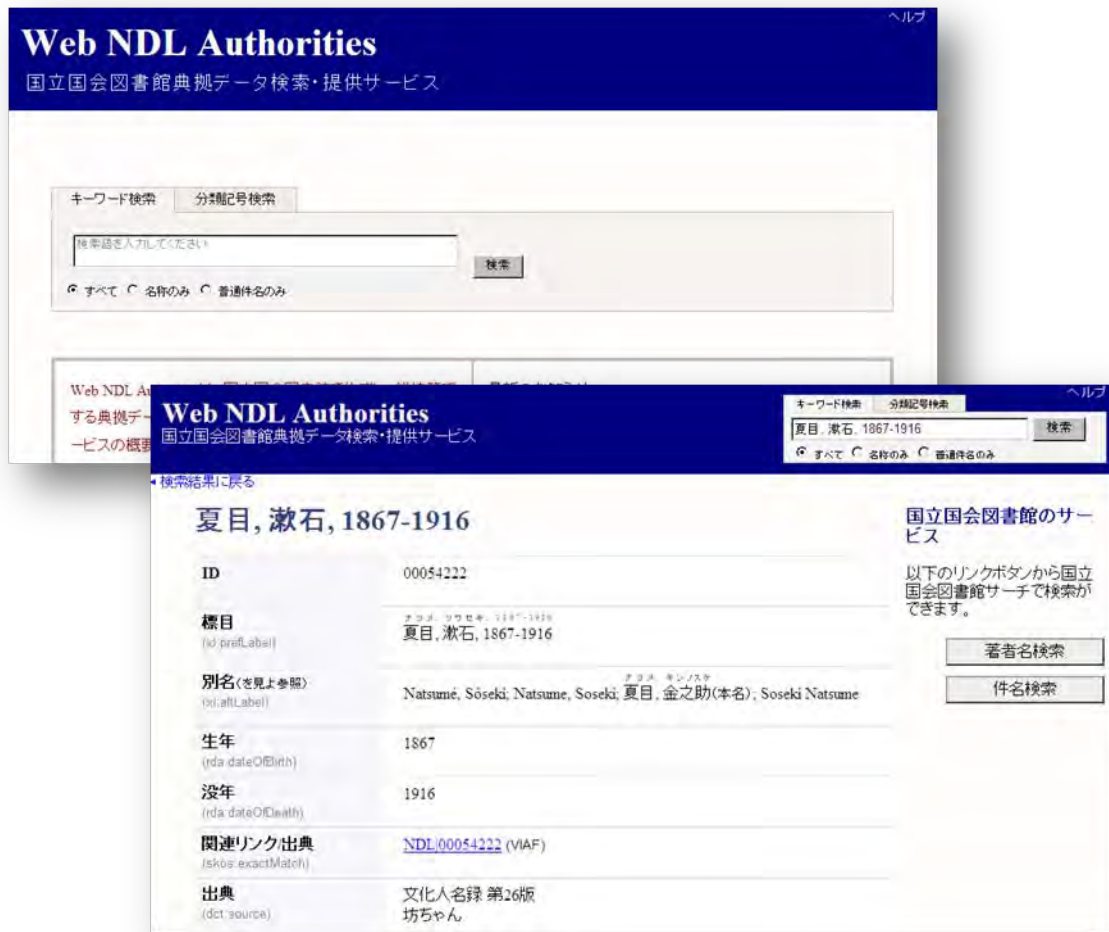 ヘルプ
Web NDL Authorities
国立国会図書館典拠データ検索・提供サービス
キーワード検索 分類記号検索
検索語を入力してください
検索
すべて 名称のみ 普通件名のみ
Web NDL Au
する典拠デー
ービスの概要
ヘルプ
Web NDL Authorities
国立国会図書館典拠データ検索・提供サービス
キーワード検索 分類記号検索
夏目, 漱石, 1867-1916 検索
すべて 名称のみ 普通件名のみ
検索結果に戻る
夏目, 漱石, 1867-1916
ID 00054222
標目
ナツメ, ソウセキ, 1867-1916
夏目, 漱石, 1867-1916
(xl:prefLabel)
別名(を見よ参照)
ナツメ, キンノスケ
Natsumé, Sōseki; Natsume, Soseki; 夏目, 金之助(本名); Soseki Natsume
(xl:altLabel)
生年 1867
(rda:dateOfBirth)
没年 1916
(rda:dateOfDeath)
関連リンク/出典 NDL|00054222 (VIAF)
(skos:exactMatch)
出典 文化人名録 第26版
(dct:source) 坊ちゃん
国立国会図書館のサー
ビス
以下のリンクボタンから国立
国会図書館サーチで検索が
できます。
著者名検索
件名検索